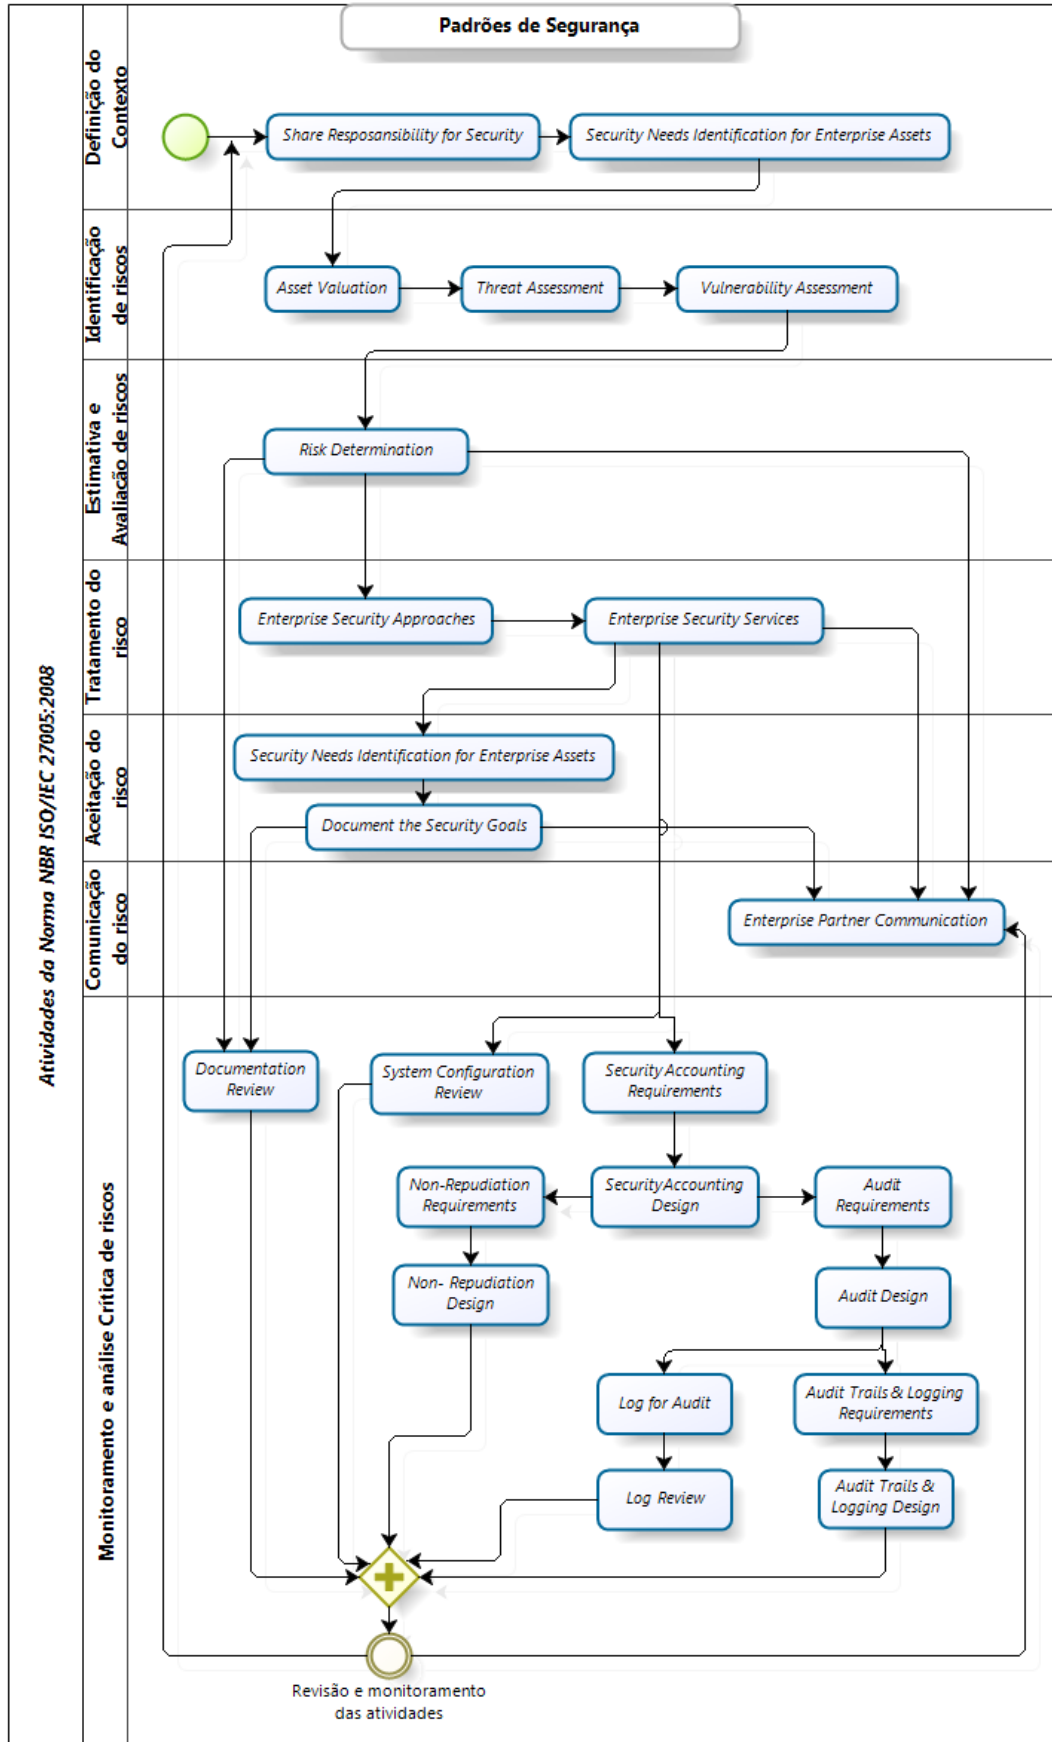 Padrões de Segurança
Atividades da Norma NBR ISO/IEC 27005:2008
Definição do
Contexto
Share Resposansibility for Security
Security Needs Identification for Enterprise Assets
Identificação
de riscos
Asset Valuation
Threat Assessment
Vulnerability Assessment
Estimativa e
Avaliação de riscos
Risk Determination
Tratamento do
risco
Enterprise Security Approaches
Enterprise Security Services
Aceitação do
risco
Security Needs Identification for Enterprise Assets
Document the Security Goals
Comunicação
do risco
Enterprise Partner Communication
Monitoramento e análise Crítica de riscos
Documentation
Review
System Configuration
Review
Security Accounting
Requirements
Non-Repudiation
Requirements
Security Accounting
Design
Audit
Requirements
Non- Repudiation
Design
Audit Design
Log for Audit
Audit Trails & Logging
Requirements
Log Review
Audit Trails &
Logging Design
Revisão e monitoramento
das atividades